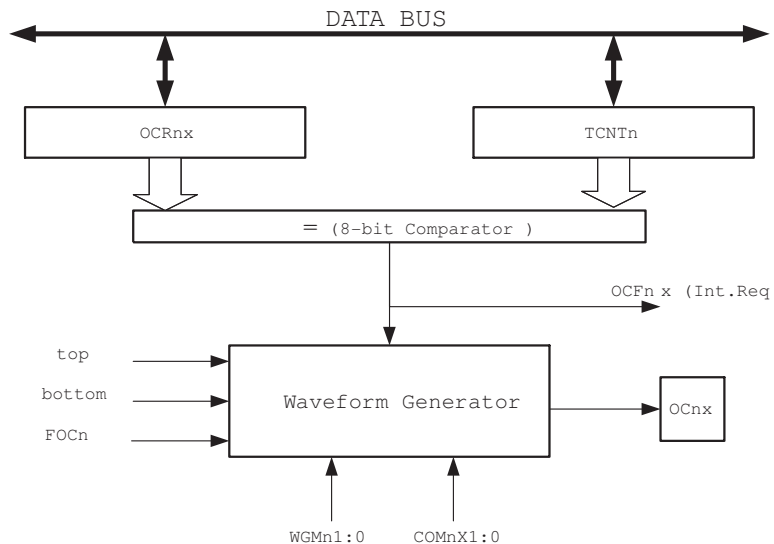 DATA BUS
OCRnx
TCNTn
= (8-bit Comparator )
OCFn x (Int.Req
top
bottom
FOCn
Waveform Generator
OCnx
WGMn1:0
COMnX1:0